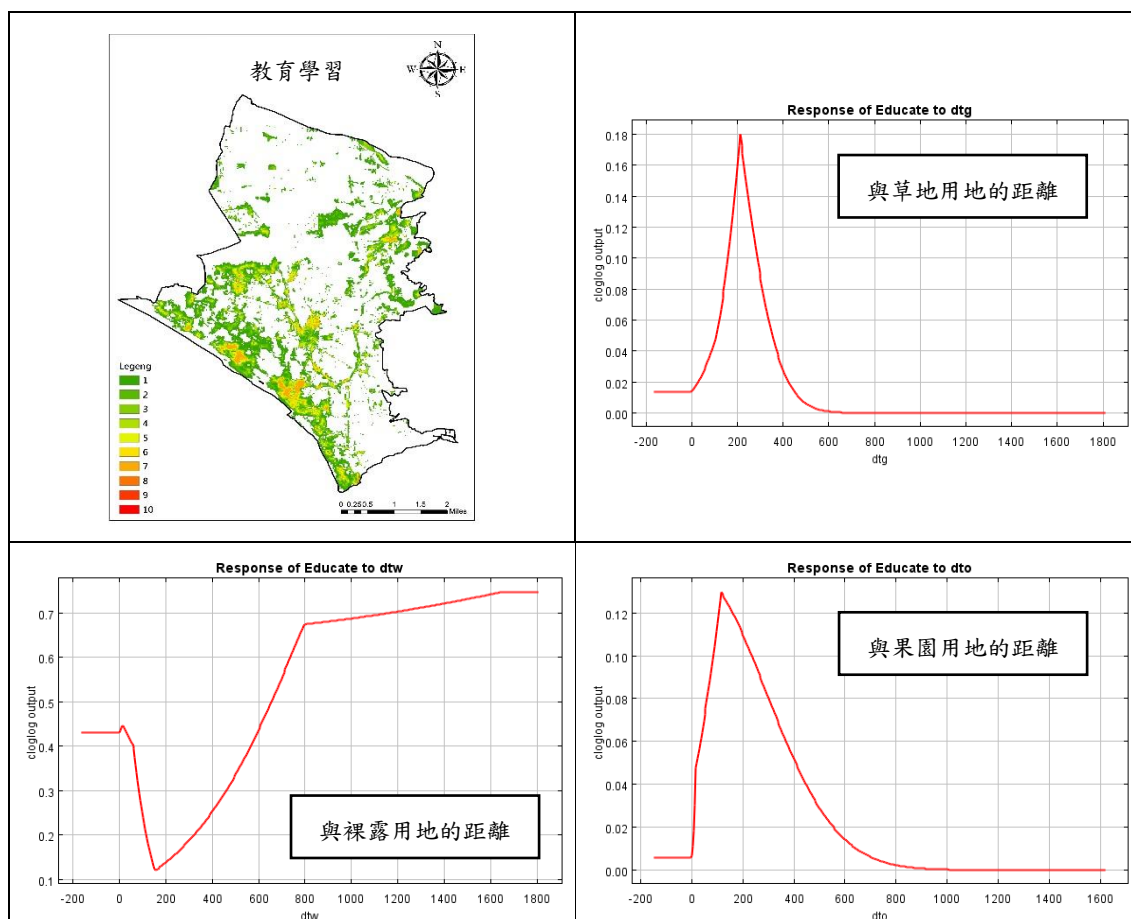 教育學習
N
W
E
S
Legeng
1
2
3
4
5
6
7
8
9
10
0 0.25 0.5 1 1.5 2
Miles
Response of Educate to dtg
與草地用地的距離
cloglog output
0.18
0.16
0.14
0.12
0.10
0.08
0.06
0.04
0.02
0.00
-200 0 200 400 600 800 1000 1200 1400 1600 1800
dtg
Response of Educate to dtw
與裸露用地的距離
cloglog output
0.7
0.6
0.5
0.4
0.3
0.2
0.1
-200 0 200 400 600 800 1000 1200 1400 1600 1800
dtw
Response of Educate to dto
與果園用地的距離
cloglog output
0.12
0.10
0.08
0.06
0.04
0.02
0.00
-200 0 200 400 600 800 1000 1200 1400 1600
dto